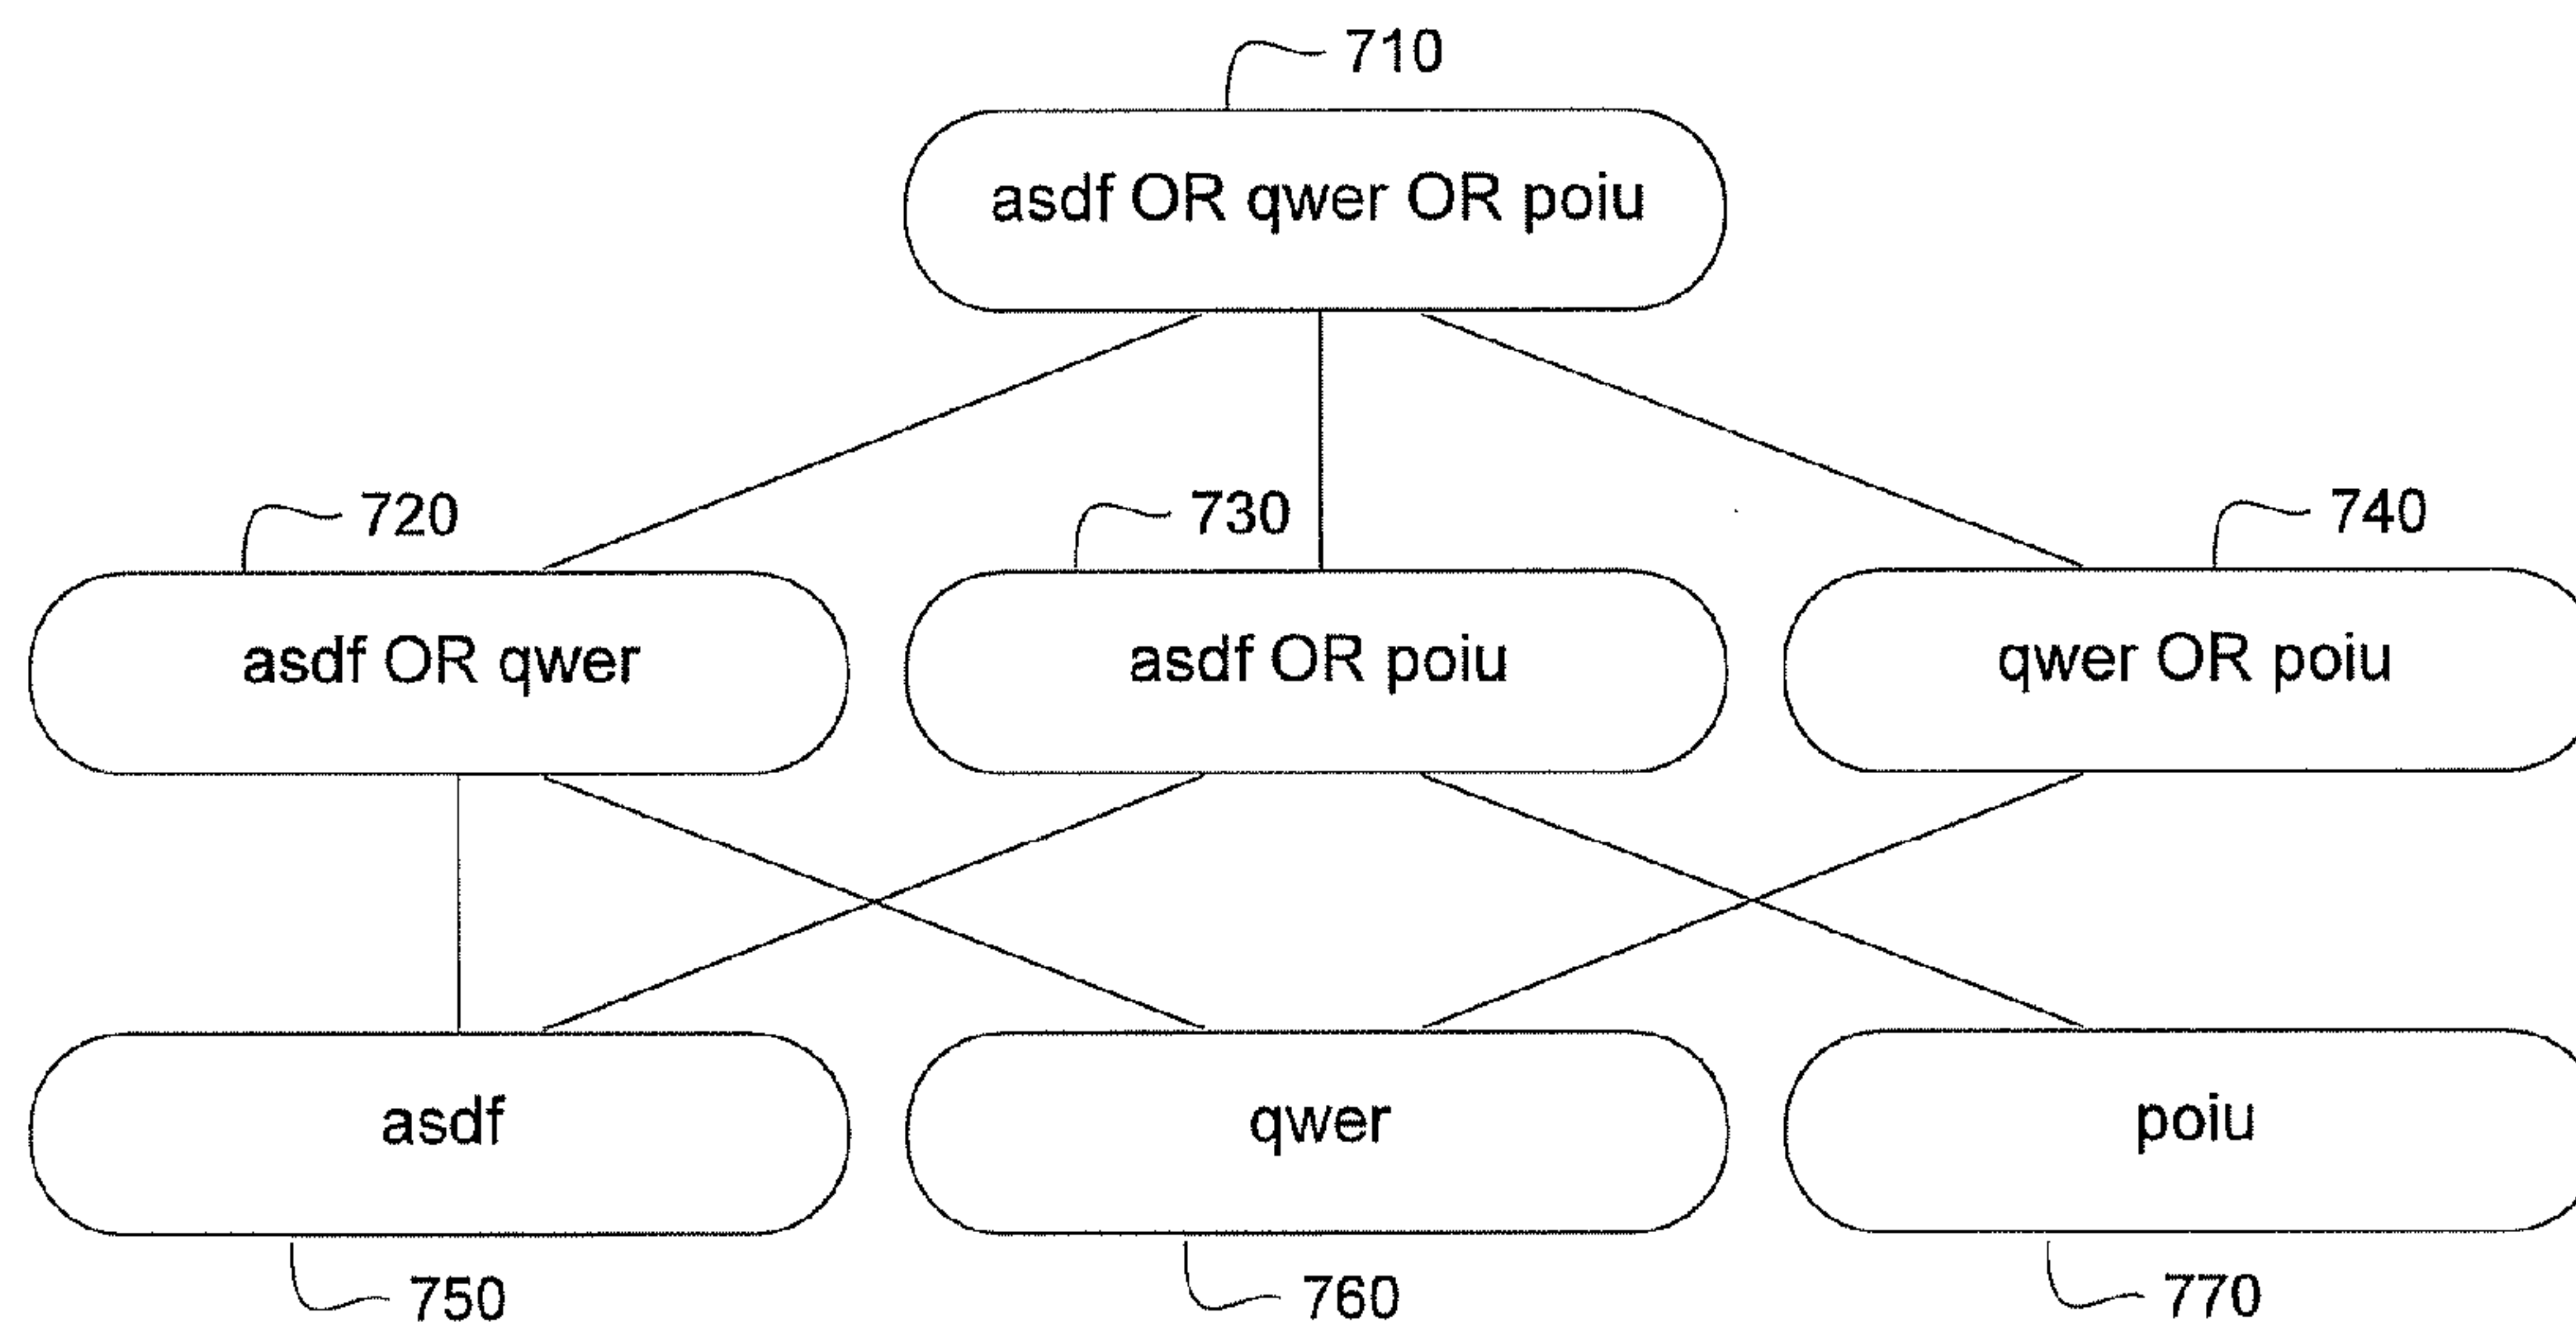 710
asdf OR qwer OR poiu
720
730
740
asdf OR qwer
asdf OR poiu
qwer OR poiu
asdf
qwer
poiu
750
760
770